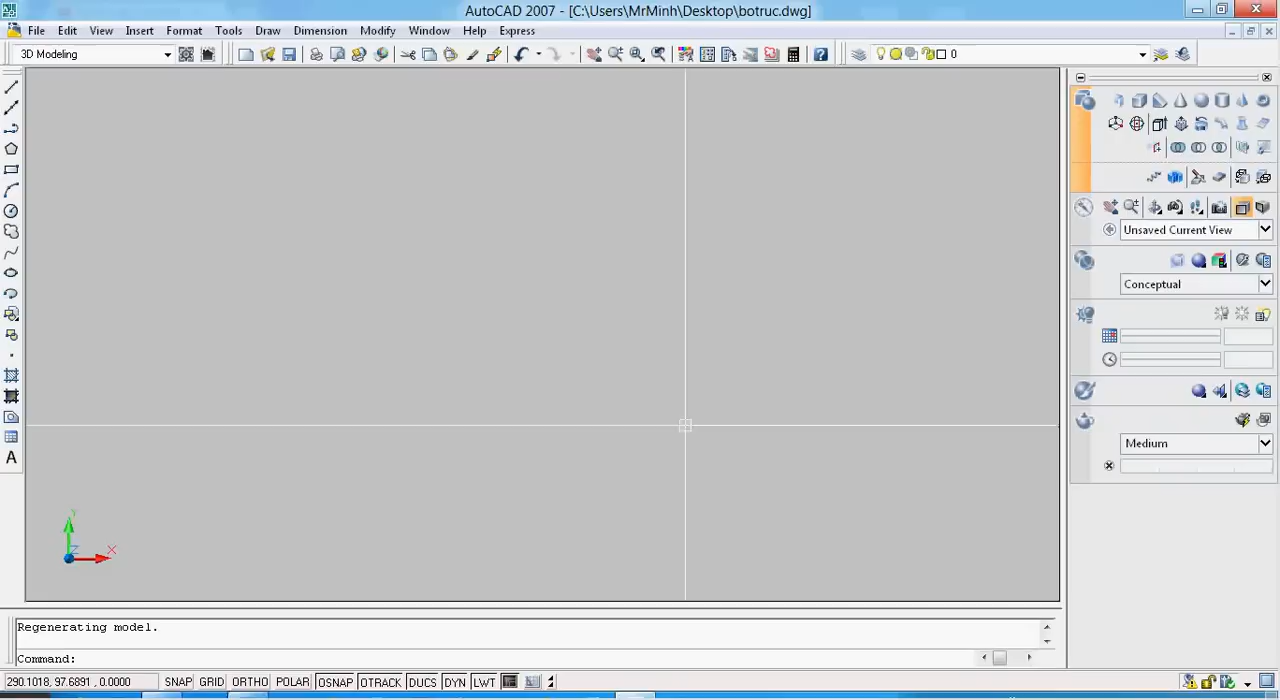 AutoCAD 2007 - [C:\Users\MrMinh\Desktop\botruc.dwg]
File Edit View Insert Format Tools Draw Dimension Modify Window Help Express
3D Modeling
0
Unsaved Current View
Conceptual
Medium
A
Y
Z
X
Regenerating model.
Command:
290.1018, 97.6891 , 0.0000 SNAP GRID ORTHO POLAR OSNAP OTRACK DUCS DYN LWT